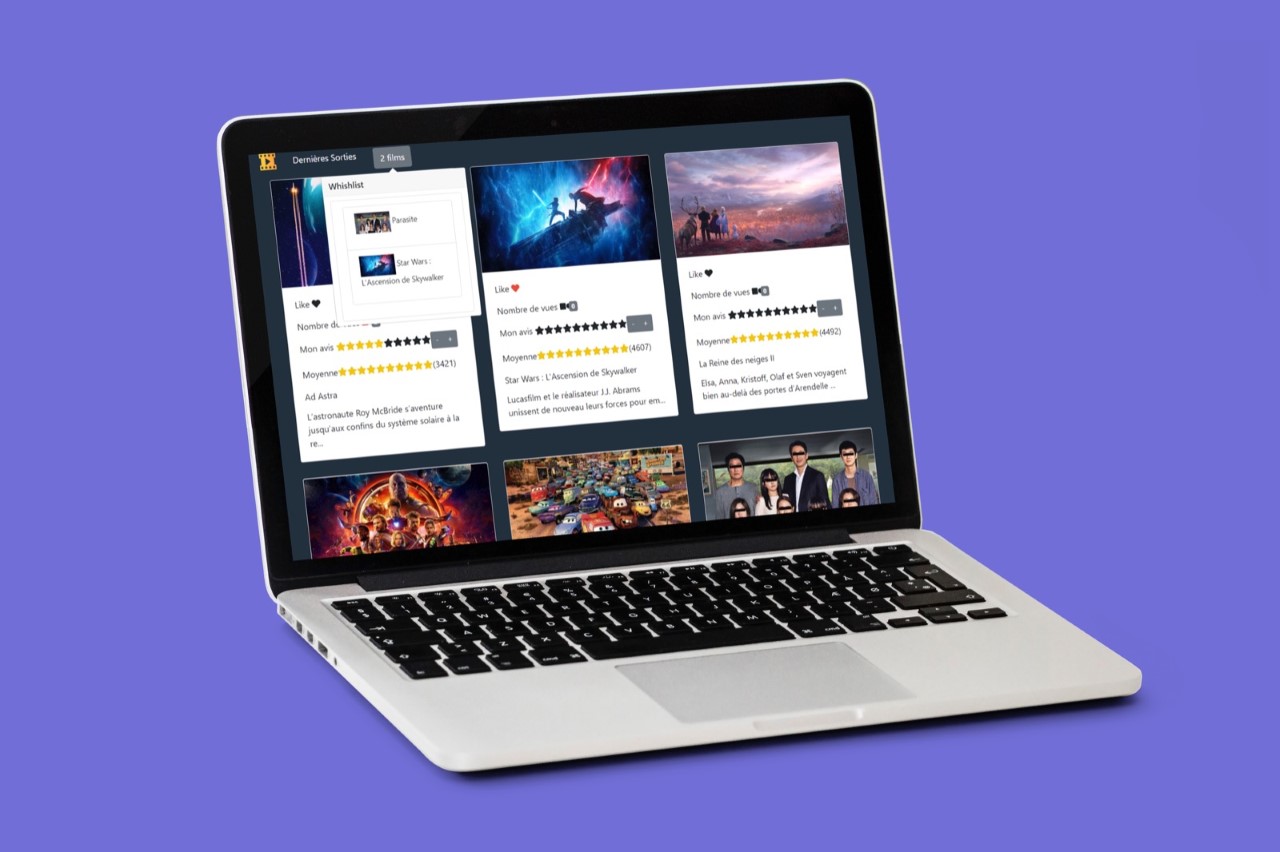 Dernières Sorties
2 films
Whishlist
Parasite
Star Wars :
L'Ascension de Skywalker
Like
Nombre de
Mon avis - +
Moyenne (3421)
Ad Astra
L'astronaute Roy McBride s'aventure
jusqu'aux confins du système solaire à la
re...
Like
Nombre de vues 0
Mon avis - +
Moyenne (4607)
Star Wars : L'Ascension de Skywalker
Lucasfilm et le réalisateur J.J. Abrams
unissent de nouveau leurs forces pour em...
Like
Nombre de vues 0
Mon avis - +
Moyenne (4492)
La Reine des neiges II
Elsa, Anna, Kristoff, Olaf et Sven voyagent
bien au-delà des portes d'Arendelle ...